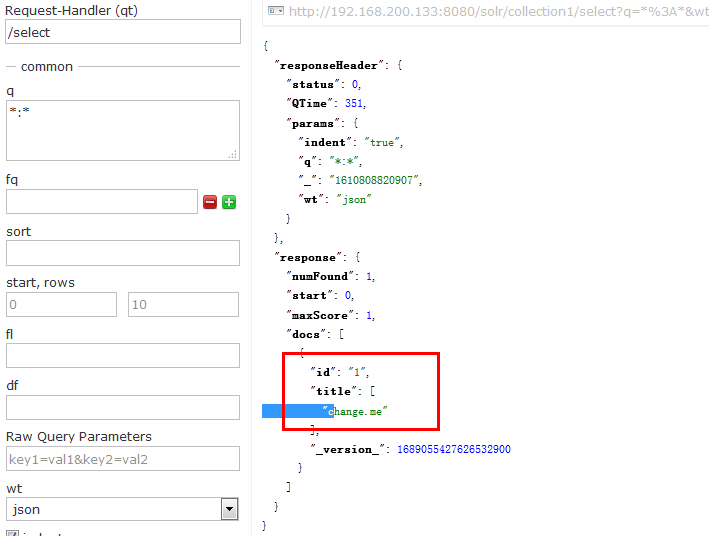 Request-Handler (qt)
/select
common
q
*:*
fq
sort
start, rows
0
10
fl
df
Raw Query Parameters
key1=val1&key2=val2
wt
json
http://192.168.200.133:8080/solr/collection1/select?q=*%3A*&wt
{
"responseHeader": {
"status": 0,
"QTime": 351,
"params": {
"indent": "true",
"q": "*:*",
"_": "1610808820907",
"wt": "json"
}
},
"response": {
"numFound": 1,
"start": 0,
"maxScore": 1,
"docs": [
{
"id": "1",
"title": [
"change.me"
],
"_version_": 1689055427626532900
}
]
}
}